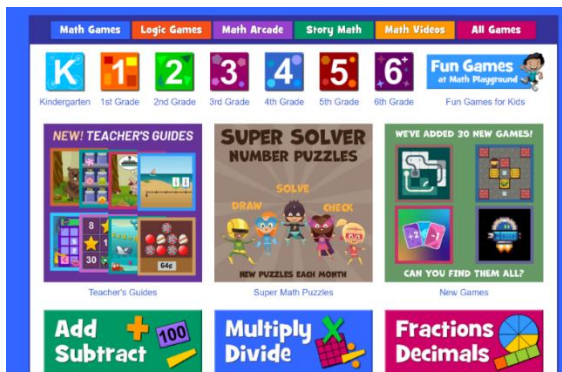 Math Games Logic Games Math Arcade Story Math Math Videos All Games
K 1 2 3 4 5 6 Fun Games
at Math Playground
Kindergarten 1st Grade 2nd Grade 3rd Grade 4th Grade 5th Grade 6th Grade Fun Games for Kids
NEW! TEACHER'S GUIDES
8
30
64g
Teacher's Guides
SUPER SOLVER
NUMBER PUZZLES
SOLVE
DRAW CHECK
NEW PUZZLES EACH MONTH
Super Math Puzzles
WE'VE ADDED 30 NEW GAMES!
+2
CAN YOU FIND THEM ALL?
New Games
Add
Subtract
100
Multiply
Divide
Fractions
Decimals